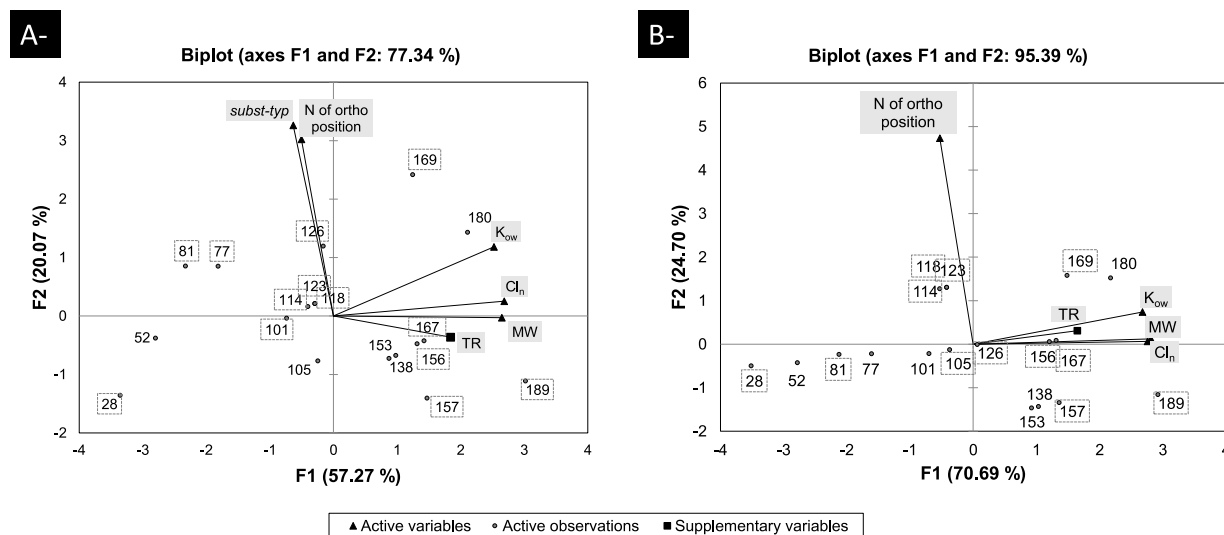 A-
Biplot (axes F1 and F2: 77.34 %)
4
3
2
1
0
-1
-2
-4
-3
-2
-1
0
1
2
3
4
F2 (20.07 %)
F1 (57.27 %)
subst-typ
N of ortho
position
169
180
Kow
126
81
77
123
114
118
Cln
MW
101
TR
167
52
153
156
105
138
189
28
157
B-
Biplot (axes F1 and F2: 95.39 %)
6
5
4
3
2
1
0
-1
-2
-4
-3
-2
-1
0
1
2
3
4
F2 (24.70 %)
F1 (70.69 %)
N of ortho
position
118
123
169
180
114
Kow
TR
MW
Cln
126
156
167
105
28
52
81
77
101
138
153
157
189
Active variables
Active observations
Supplementary variables